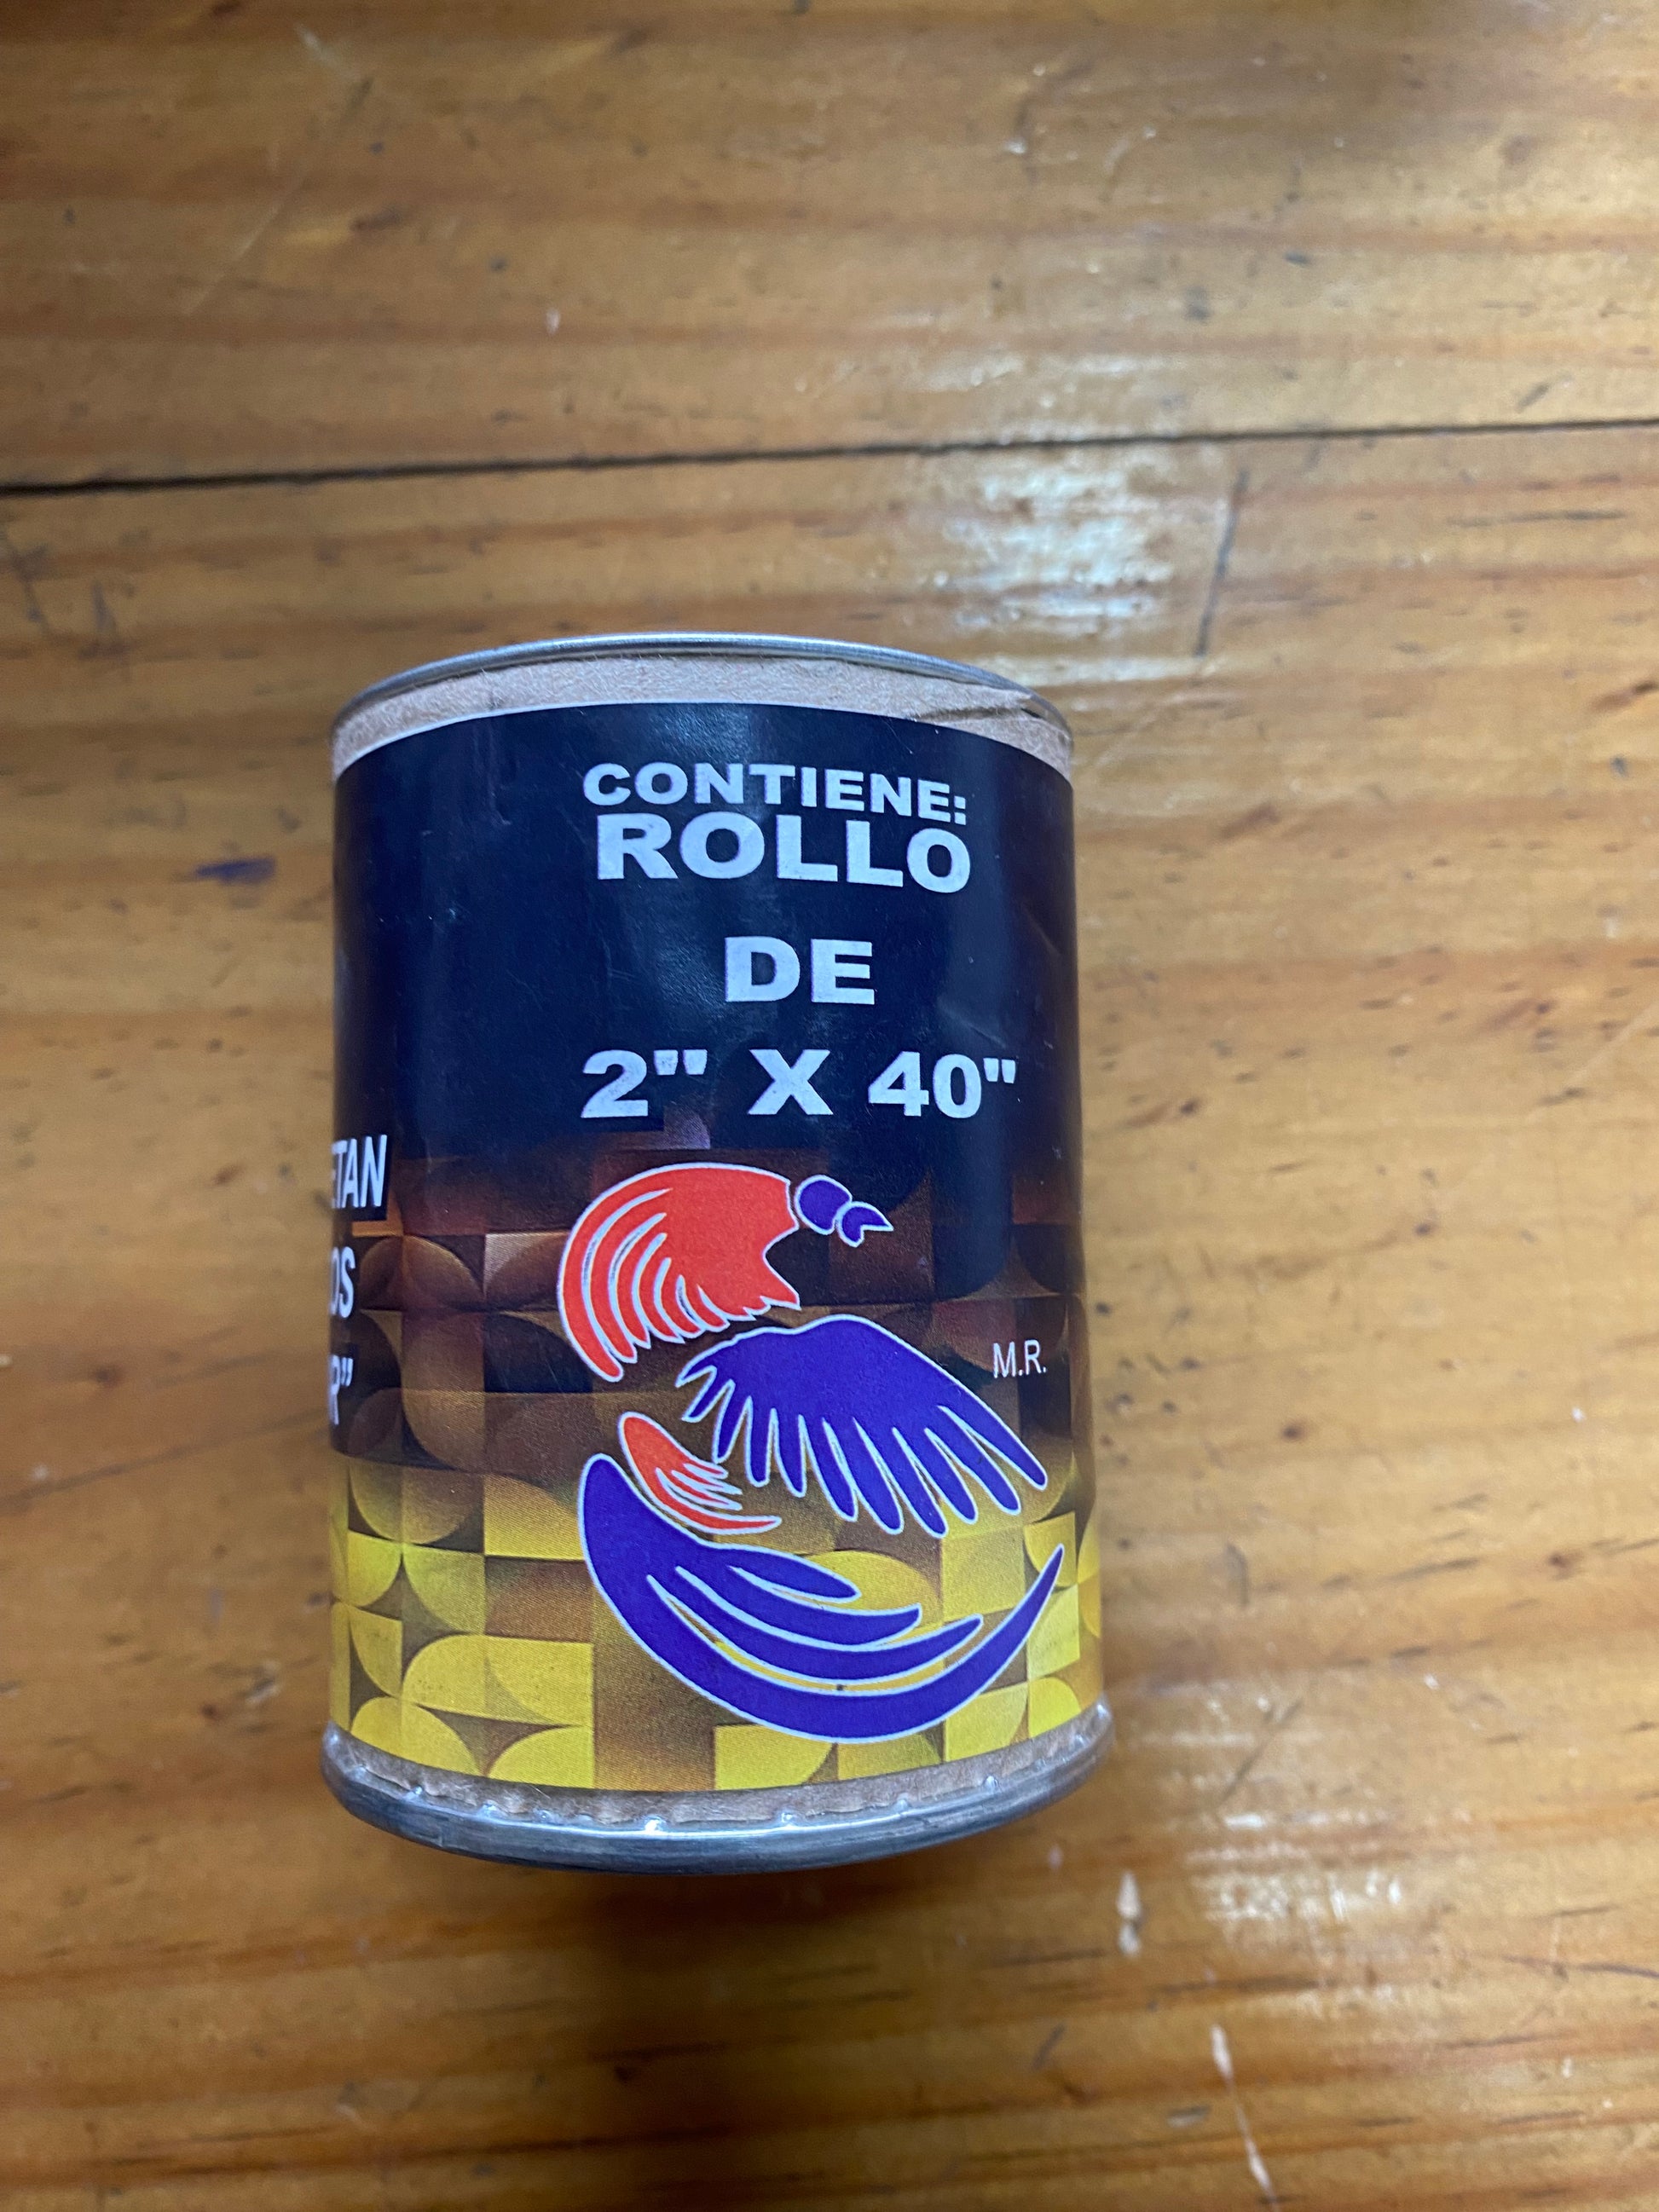 CONTIENE:
ROLLO
DE
2" X 40"
M.R.